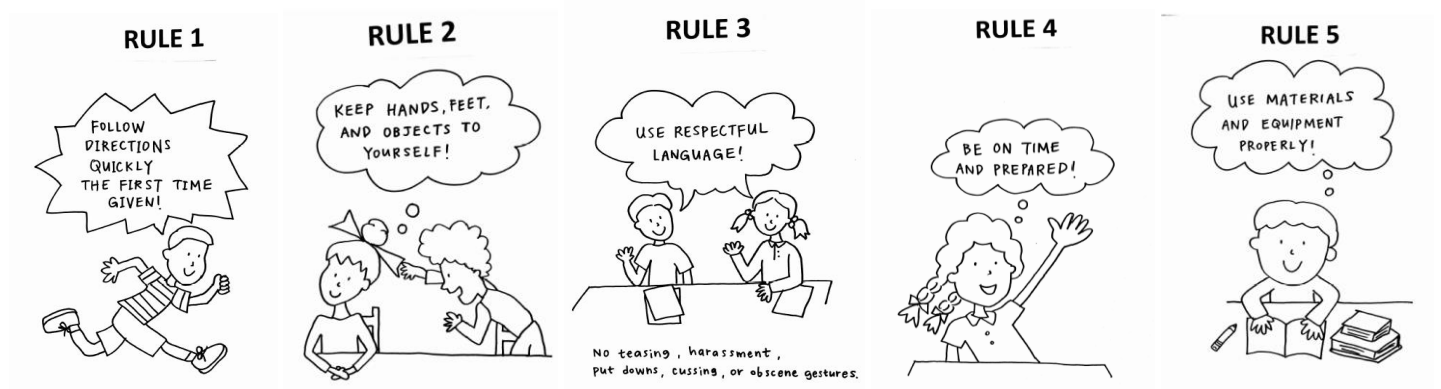 RULE 1
FOLLOW
DIRECTIONS
QUICKLY
THE FIRST TIME
GIVEN!
RULE 2
KEEP HANDS, FEET,
AND OBJECTS TO
YOURSELF!
RULE 3
USE RESPECTFUL
LANGUAGE!
No teasing, harassment,
put downs, cussing, or obscene gestures.
RULE 4
BE ON TIME
AND PREPARED!
RULE 5
USE MATERIALS
AND EQUIPMENT
PROPERLY!